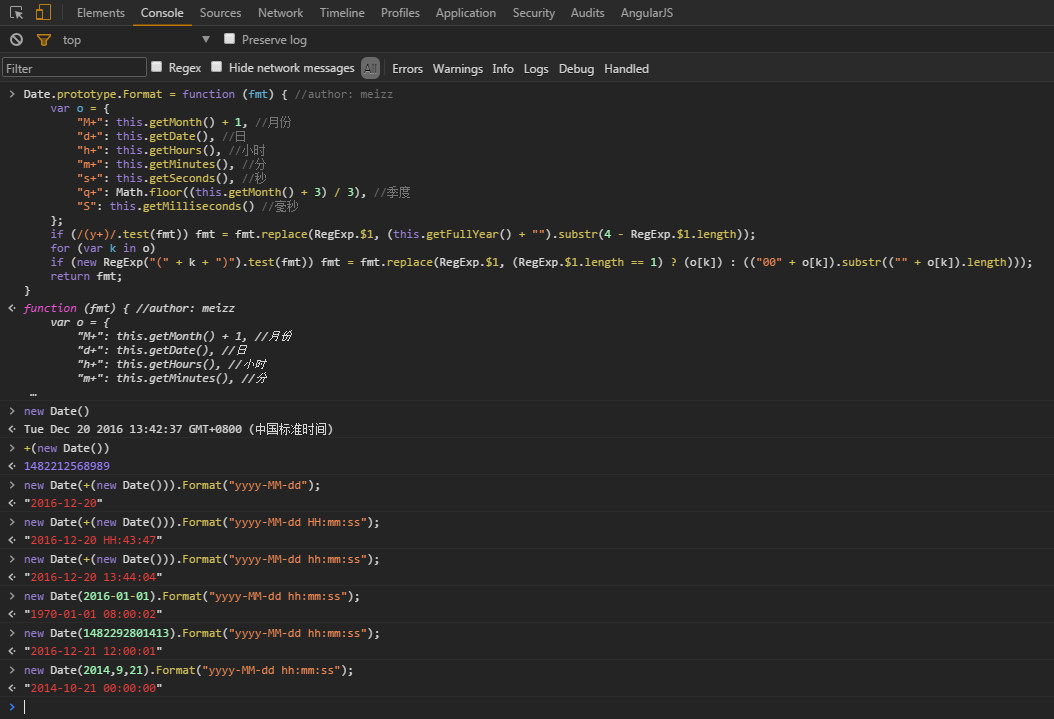 Elements Console Sources Network Timeline Profiles Application Security Audits AngularJS
top ▼ Preserve log
Filter Regex Hide network messages All Errors Warnings Info Logs Debug Handled
> Date.prototype.Format = function (fmt) { //author: meizz
var o = {
"M+": this.getMonth() + 1, //月份
"d+": this.getDate(), //日
"h+": this.getHours(), //小时
"m+": this.getMinutes(), //分
"s+": this.getSeconds(), //秒
"q+": Math.floor((this.getMonth() + 3) / 3), //季度
"S": this.getMilliseconds() //毫秒
};
if (/(y+)/.test(fmt)) fmt = fmt.replace(RegExp.$1, (this.getFullYear() + "").substr(4 - RegExp.$1.length));
for (var k in o)
if (new RegExp("(" + k + ")").test(fmt)) fmt = fmt.replace(RegExp.$1, (RegExp.$1.length == 1) ? (o[k]) : (("00" + o[k]).substr(("" + o[k]).length)));
return fmt;
}
function (fmt) { //author: meizz
var o = {
"M+": this.getMonth() + 1, //月份
"d+": this.getDate(), //日
"h+": this.getHours(), //小时
"m+": this.getMinutes(), //分
…
> new Date()
Tue Dec 20 2016 13:42:37 GMT+0800 (中国标准时间)
> +(new Date())
1482212568989
> new Date(+(new Date())).Format("yyyy-MM-dd");
"2016-12-20"
> new Date(+(new Date())).Format("yyyy-MM-dd HH:mm:ss");
"2016-12-20 HH:43:47"
> new Date(+(new Date())).Format("yyyy-MM-dd hh:mm:ss");
"2016-12-20 13:44:04"
> new Date(2016-01-01).Format("yyyy-MM-dd hh:mm:ss");
"1970-01-01 08:00:02"
> new Date(1482292801413).Format("yyyy-MM-dd hh:mm:ss");
"2016-12-21 12:00:01"
> new Date(2014,9,21).Format("yyyy-MM-dd hh:mm:ss");
"2014-10-21 00:00:00"
>